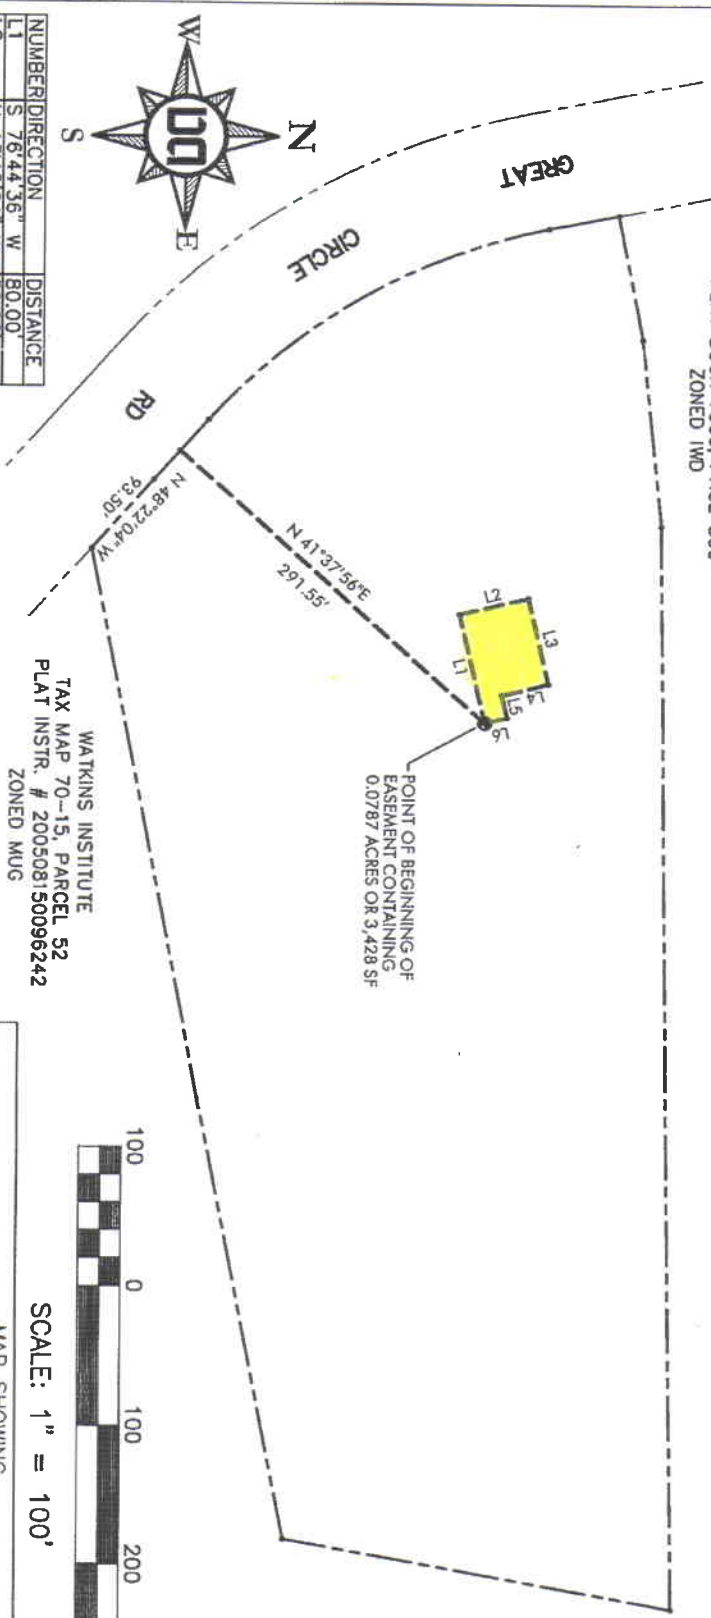 ZONED IWD
N
W
E
S
NUMBER DIRECTION DISTANCE
L1 S 76°44'36" W 80.00'
GREAT
CIRCLE
RD
N 48°22'04" W
93.50'
N 41°37'56"E
291.55'
L1
L2
L3
L4
L5
L6
POINT OF BEGINNING OF
EASEMENT CONTAINING
0.0787 ACRES OR 3,428 SF
WATKINS INSTITUTE
TAX MAP 70-15, PARCEL 52
PLAT INSTR. # 200508150096242
ZONED MUG
100 0 100 200
SCALE: 1" = 100'
MAP SHOWING